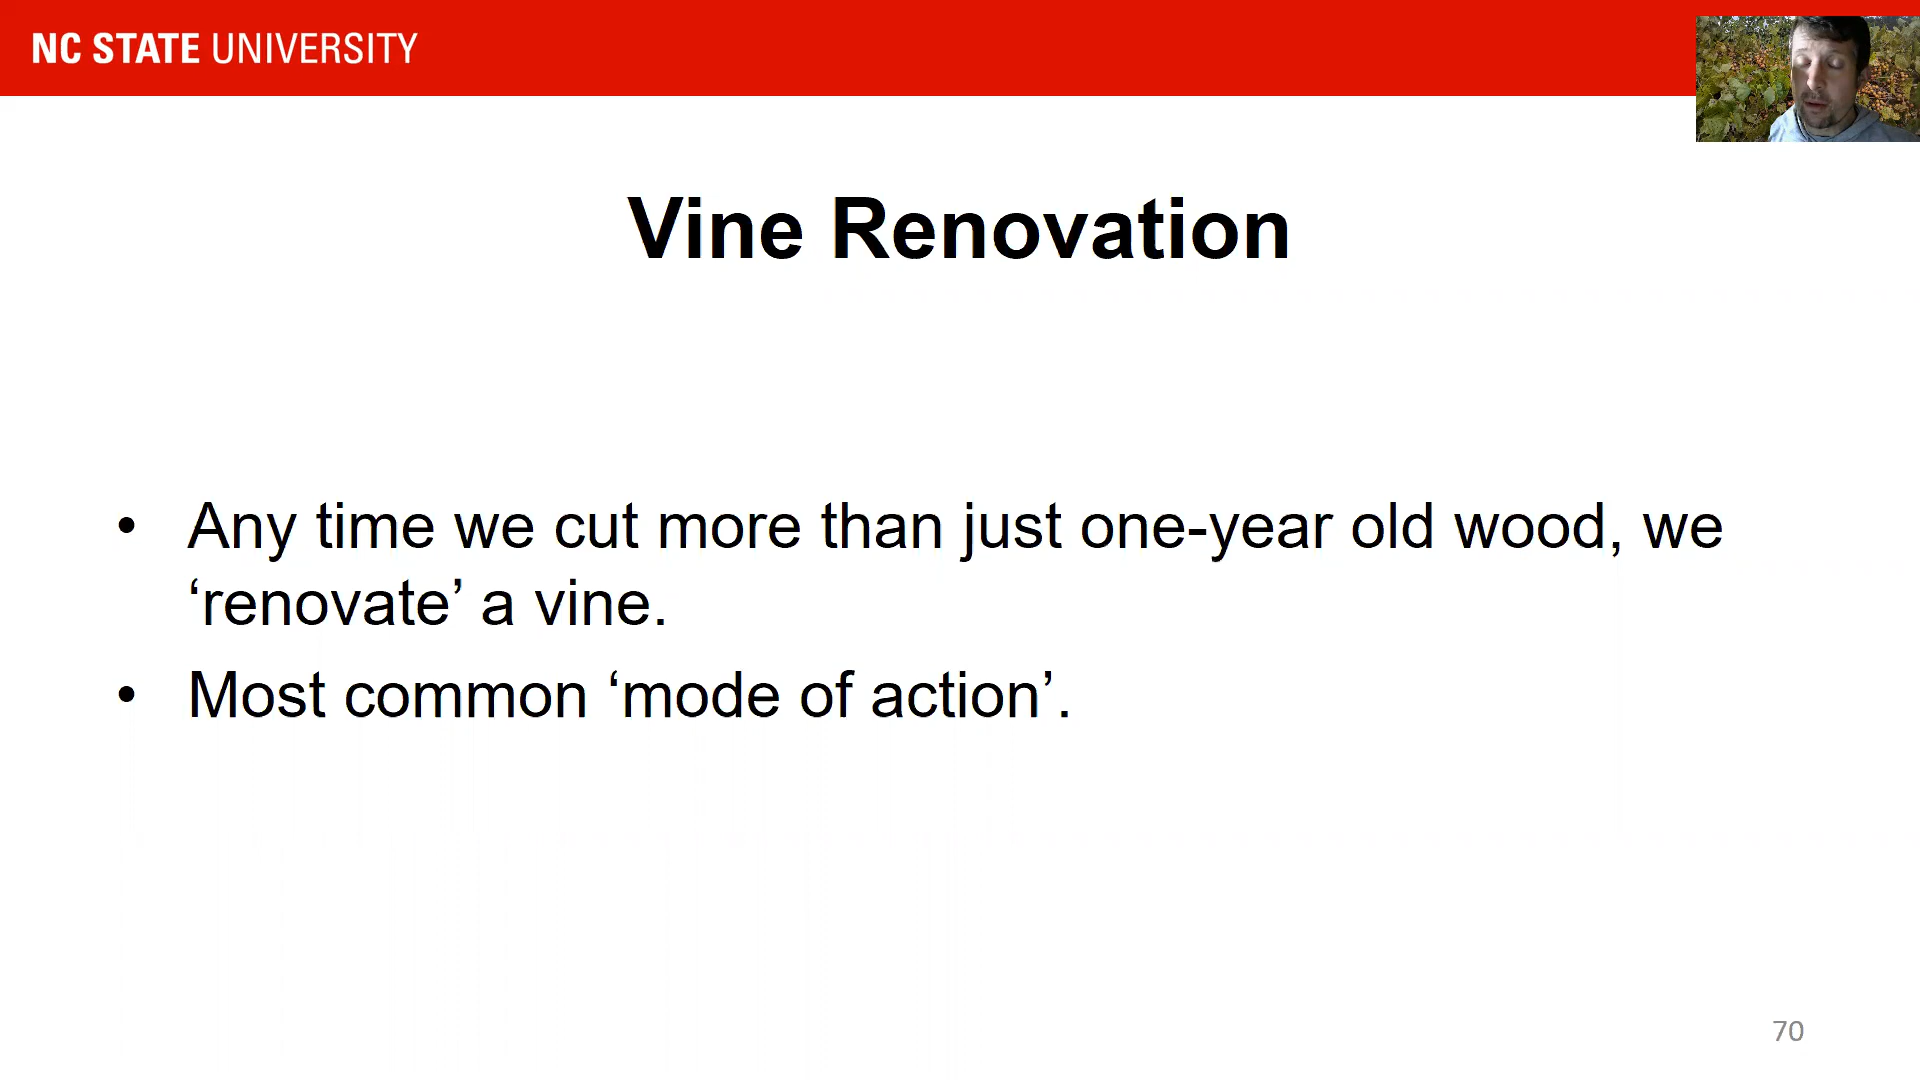 NC STATE UNIVERSITY
Vine Renovation
• Any time we cut more than just one-year old wood, we
‘renovate’ a vine.
• Most common ‘mode of action’.
70